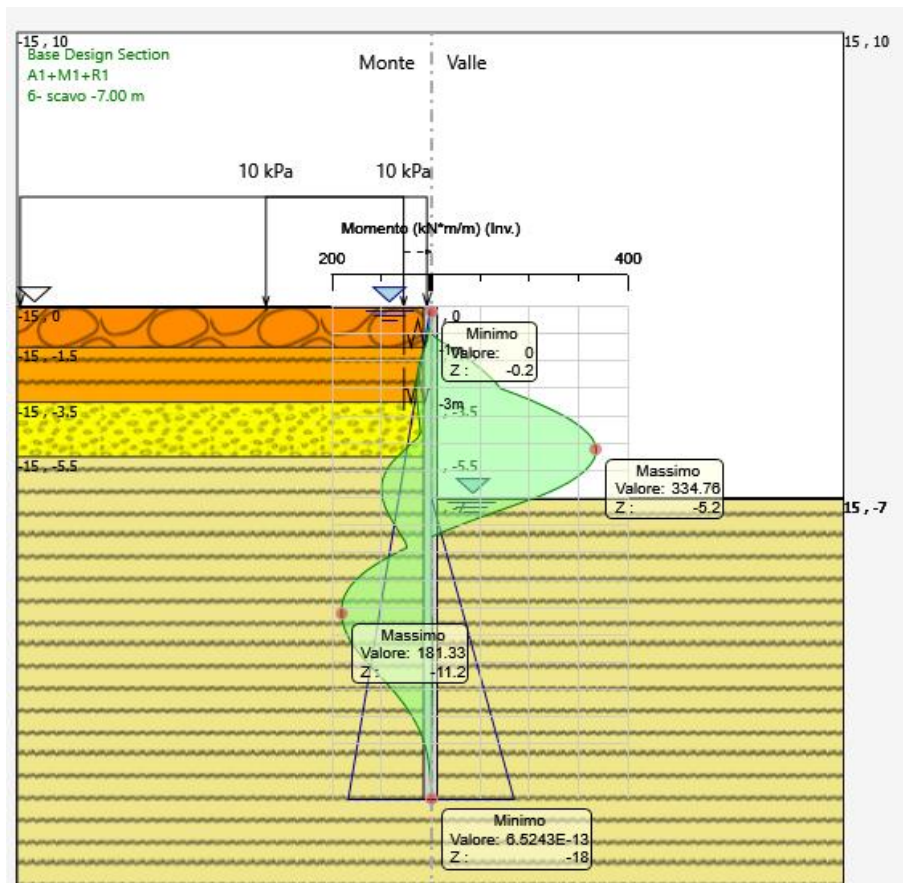 -15 , 10
15 , 10
Base Design Section
A1+M1+R1
6- scavo -7.00 m
Monte
Valle
10 kPa
10 kPa
Momento (kN*m/m) (Inv.)
200
400
-15 , 0
, 0
Minimo
Valore: 0
Z : -0.2
-1m
-15 , -1.5
-3m
-15 , -3.5
, -3.5
-15 , -5.5
, -5.5
Massimo
Valore: 334.76
Z : -5.2
15 , -7
, -7
Massimo
Valore: 181.33
Z : -11.2
Minimo
Valore: 6.5243E-13
Z : -18